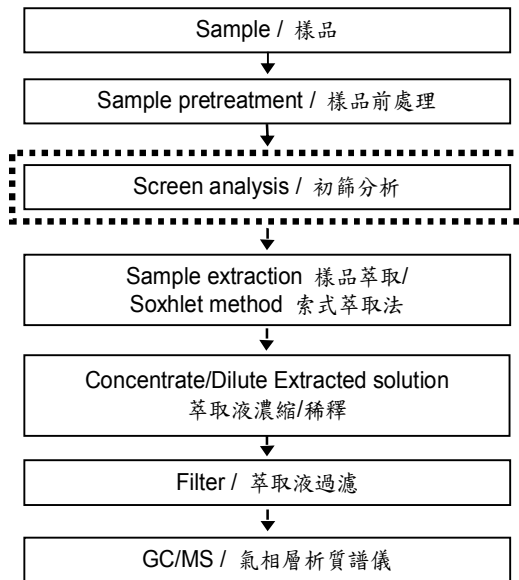 Sample / 樣品
Sample pretreatment / 樣品前處理
Screen analysis / 初篩分析
Sample extraction 樣品萃取/
Soxhlet method 索式萃取法
Concentrate/Dilute Extracted solution
萃取液濃縮/稀釋
Filter / 萃取液過濾
GC/MS / 氣相層析質譜儀